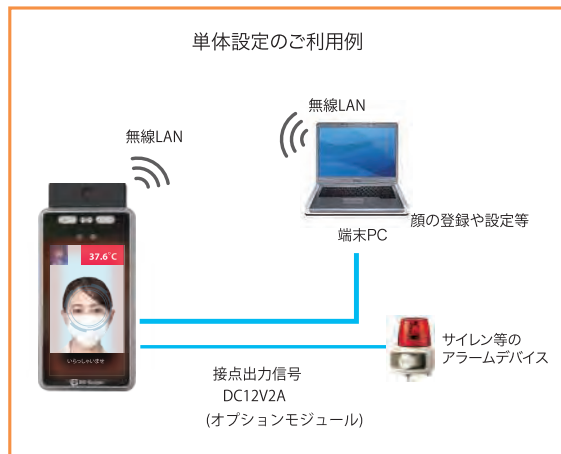 単体設定のご利用例
無線LAN
無線LAN
37.6°C
いらっしゃいませ
端末PC
顔の登録や設定等
サイレン等の
アラームデバイス
接点出力信号
DC12V2A
(オプションモジュール)